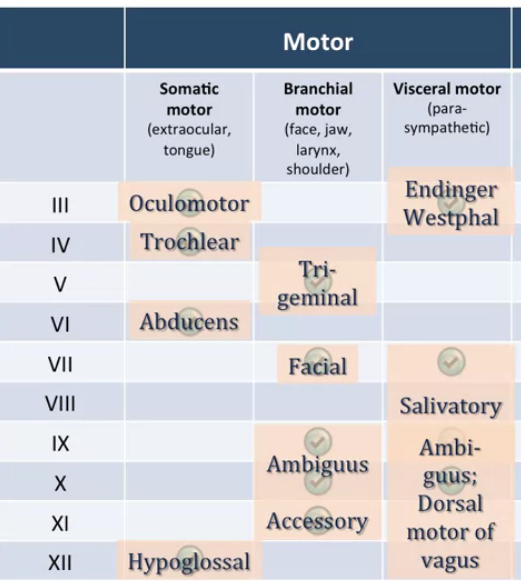 Motor
Somatic
motor
(extraocular,
tongue)
Branchial
motor
(face, jaw,
larynx,
shoulder)
Visceral motor
(para-
sympathetic)
III
Oculomotor
Endinger
Westphal
IV
Trochlear
V
Tri-
geminal
VI
Abducens
VII
Facial
VIII
Salivatory
IX
Ambiguus
Ambi-
guus;
X
Dorsal
motor of
vagus
XI
Accessory
XII
Hypoglossal